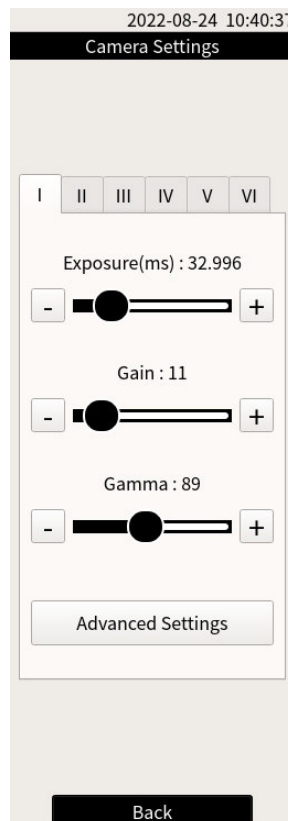 2022-08-24 10:40:37
Camera Settings
I II III IV V VI
Exposure(ms) : 32.996
- +
Gain : 11
- +
Gamma : 89
- +
Advanced Settings
Back